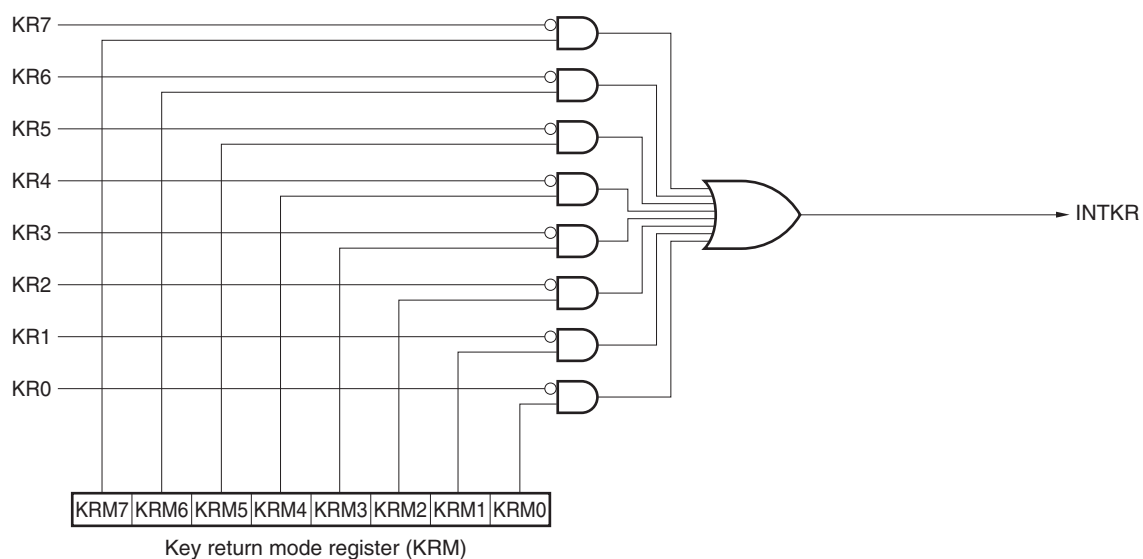 KR7
KR6
KR5
KR4
KR3
KR2
KR1
KR0
INTKR
KRM7 KRM6 KRM5 KRM4 KRM3 KRM2 KRM1 KRM0
Key return mode register (KRM)